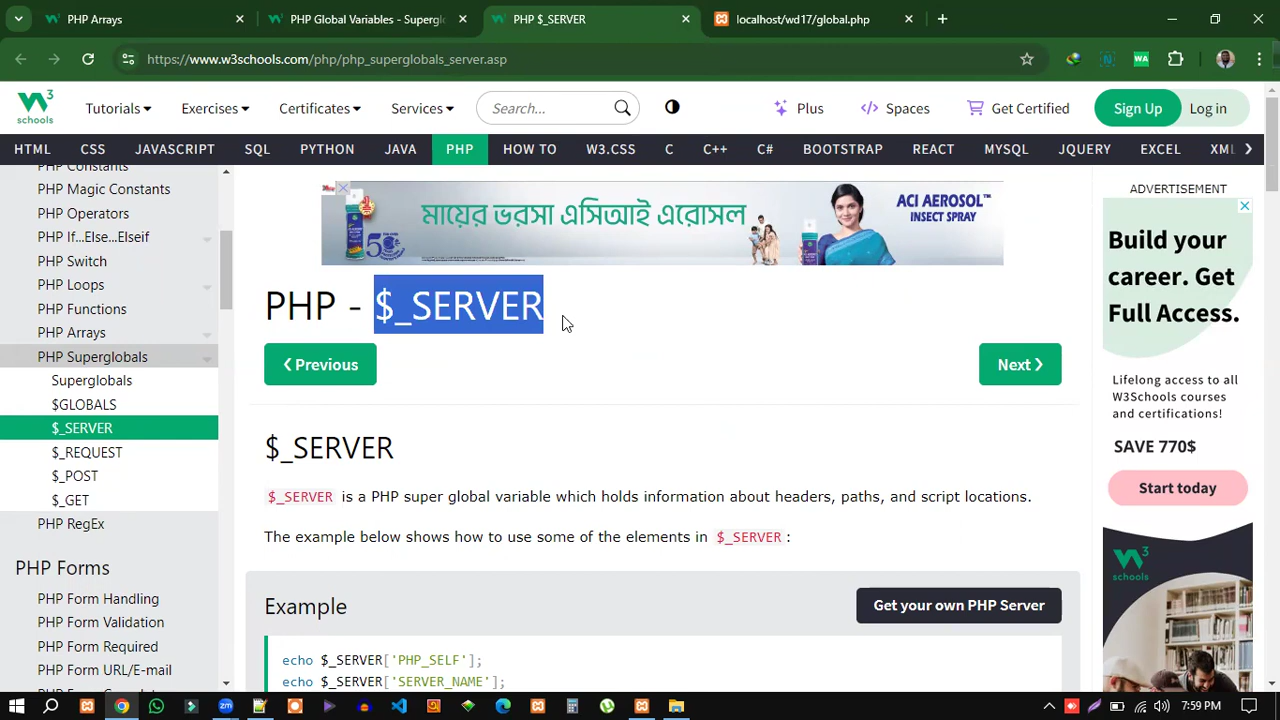 PHP Arrays
PHP Global Variables - Supergl
PHP $_SERVER
localhost/wd17/global.php
https://www.w3schools.com/php/php_superglobals_server.asp
WA
W3 schools
Tutorials
Exercises
Certificates
Services
Search...
Plus
Spaces
Get Certified
Sign Up
Log in
HTML
CSS
JAVASCRIPT
SQL
PYTHON
JAVA
PHP
HOW TO
W3.CSS
C
C++
C#
BOOTSTRAP
REACT
MYSQL
JQUERY
EXCEL
XML
PHP Constants
PHP Magic Constants
PHP Operators
PHP If...Else...Elseif
PHP Switch
PHP Loops
PHP Functions
PHP Arrays
PHP Superglobals
Superglobals
$GLOBALS
$_SERVER
$_REQUEST
$_POST
$_GET
PHP RegEx
PHP Forms
PHP Form Handling
PHP Form Validation
PHP Form Required
PHP Form URL/E-mail
মায়ের ভরসা এসিআই এরোসল
ACI AEROSOL™
INSECT SPRAY
PHP - $_SERVER
❮ Previous
Next ❯
$_SERVER
$_SERVER is a PHP super global variable which holds information about headers, paths, and script locations.
The example below shows how to use some of the elements in $_SERVER :
Example
Get your own PHP Server
echo $_SERVER['PHP_SELF'];
echo $_SERVER['SERVER_NAME'];
ADVERTISEMENT
Build your
career. Get
Full Access.
Lifelong access to all
W3Schools courses
and certifications!
SAVE 770$
Start today
W3 schools
7:59 PM